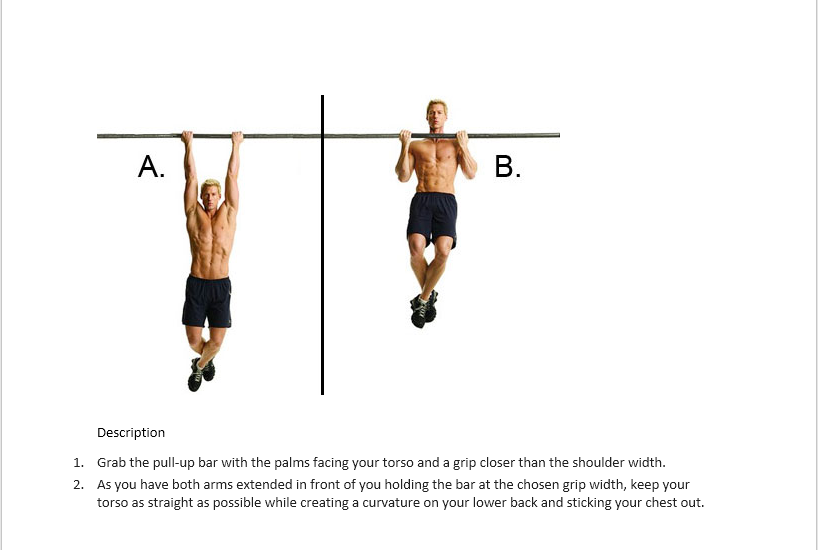 A.
B.
Description
1. Grab the pull-up bar with the palms facing your torso and a grip closer than the shoulder width.
2. As you have both arms extended in front of you holding the bar at the chosen grip width, keep your
torso as straight as possible while creating a curvature on your lower back and sticking your chest out.